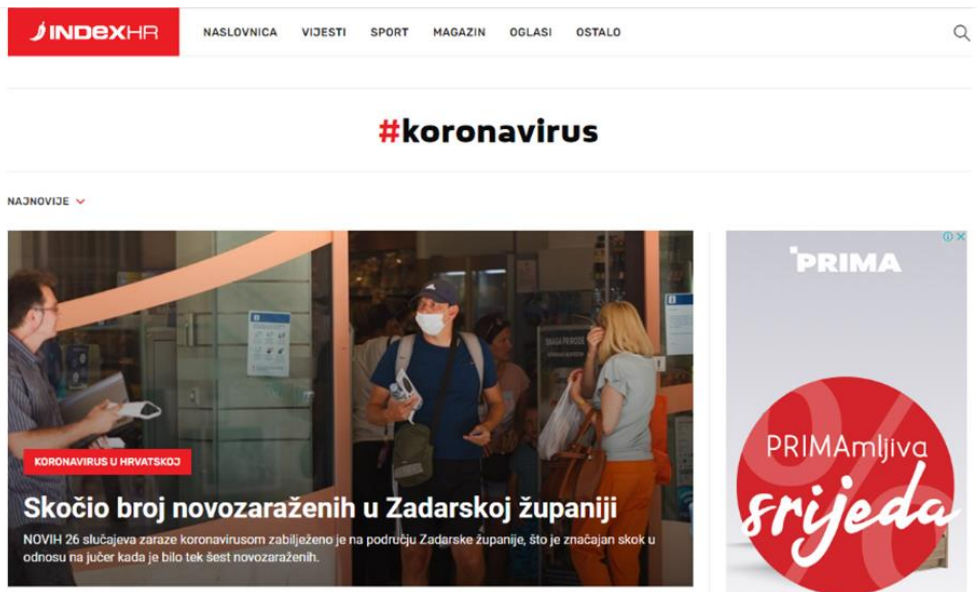 INDEXHR
NASLOVNICA VIJESTI SPORT MAGAZIN OGLASI OSTALO
#koronavirus
NAJNOVIJE
KORONAVIRUS U HRVATSKOJ
Skočio broj novozaraženih u Zadarskoj županiji
NOVIH 26 slučajeva zaraze koronavirusom zabilježeno je na području Zadarske županije, što je značajan skok u
odnosu na jučer kada je bilo tek šest novozaraženih.
PRIMA
PRIMAmljiva
srijeda
%